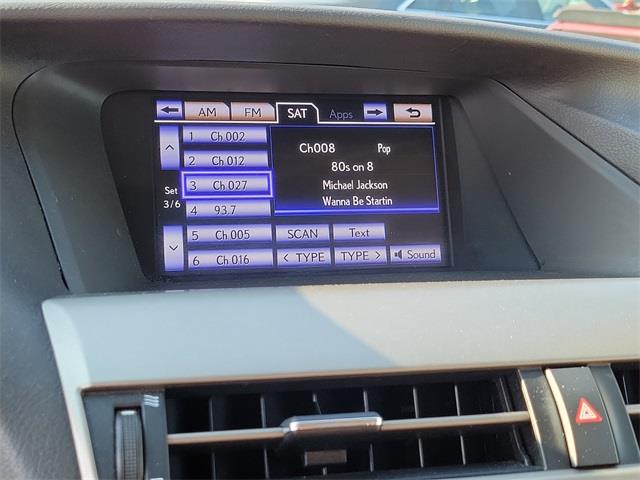 AM FM SAT Apps
1 Ch 002
2 Ch 012
3 Ch 027
4 93.7
5 Ch 005
6 Ch 016
Set
3/6
Ch008 Pop
80s on 8
Michael Jackson
Wanna Be Startin
SCAN Text
< TYPE TYPE > Sound